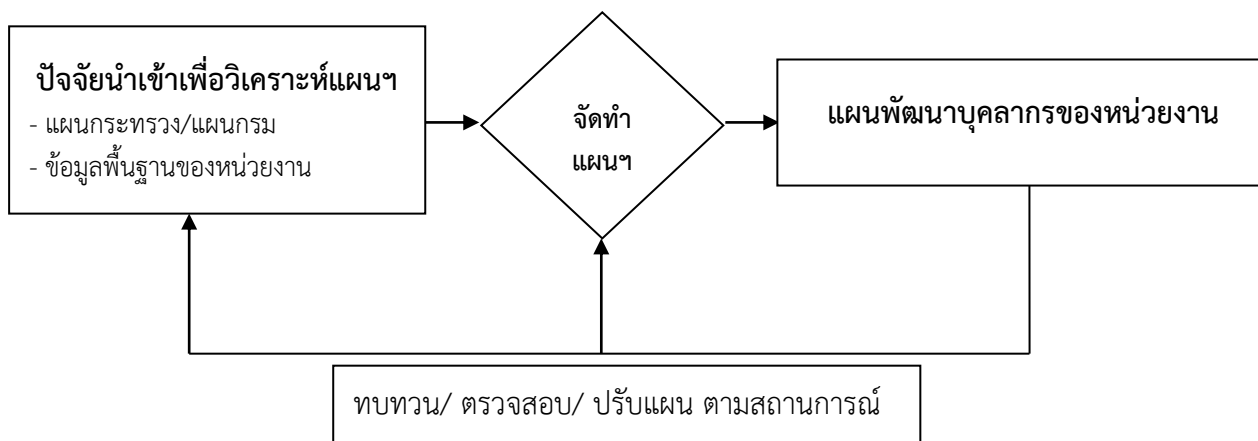 ปัจจัยนำเข้าเพื่อวิเคราะห์แผนฯ
- แผนกระทรวง/แผนกรม
- ข้อมูลพื้นฐานของหน่วยงาน
จัดทำ
แผนฯ
แผนพัฒนาบุคลากรของหน่วยงาน
ทบทวน/ ตรวจสอบ/ ปรับแผน ตามสถานการณ์